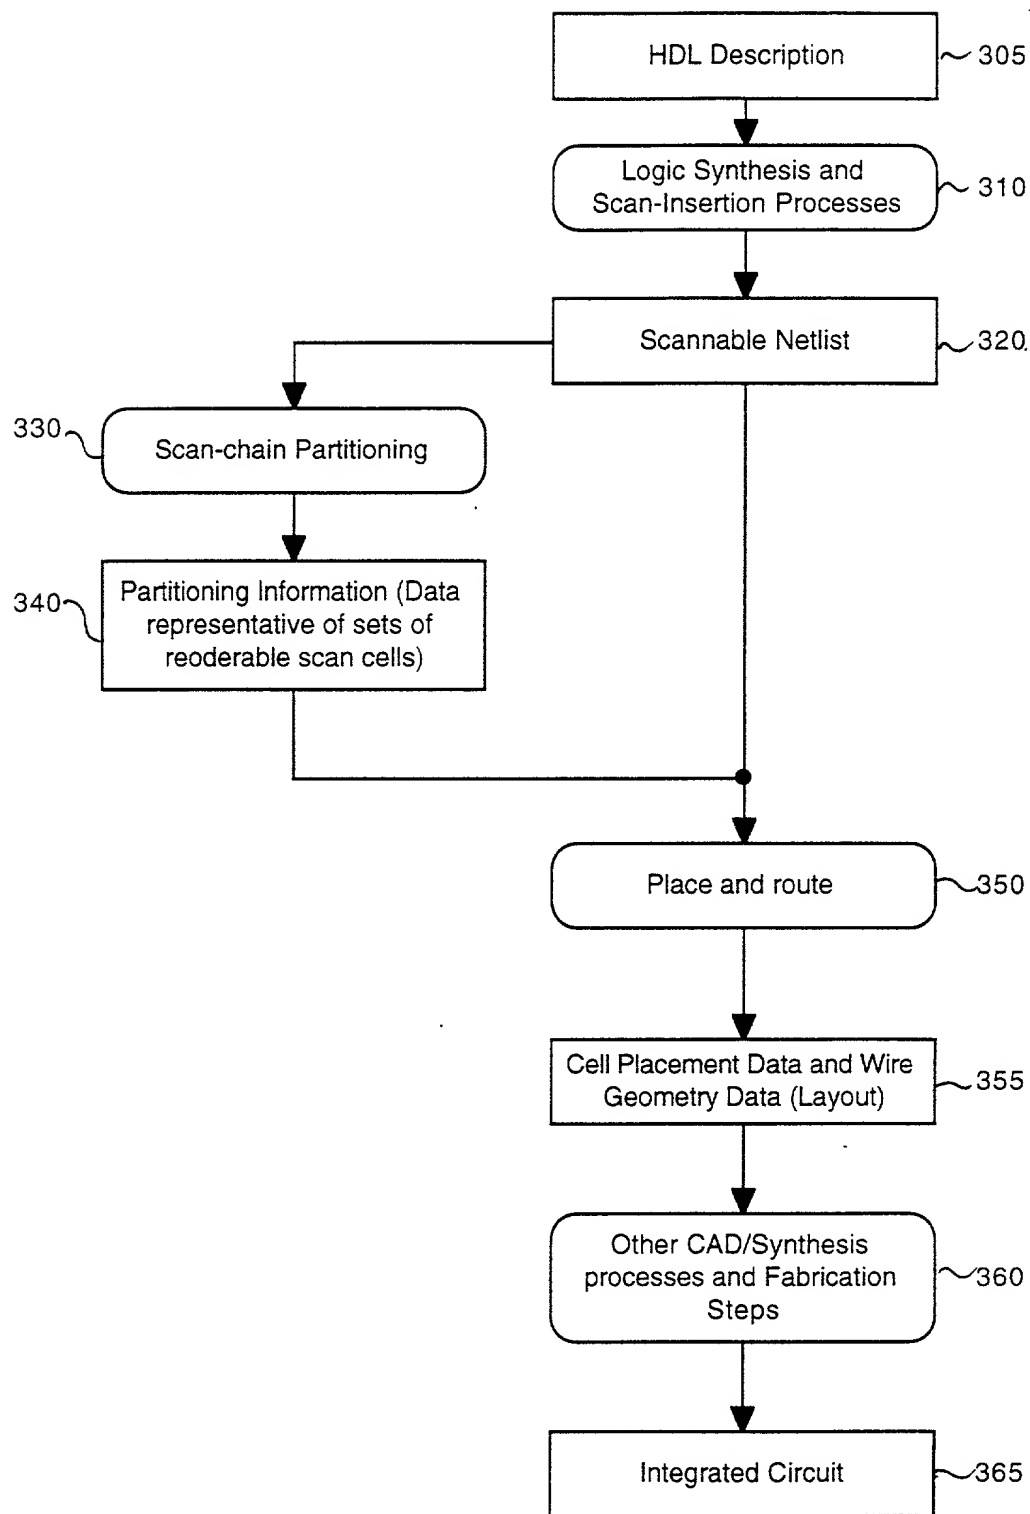 HDL Description
305
Logic Synthesis and
Scan-Insertion Processes
310
Scannable Netlist
320
330
Scan-chain Partitioning
340
Partitioning Information (Data
representative of sets of
reoderable scan cells)
Place and route
350
Cell Placement Data and Wire
Geometry Data (Layout)
355
Other CAD/Synthesis
processes and Fabrication
Steps
360
Integrated Circuit
365